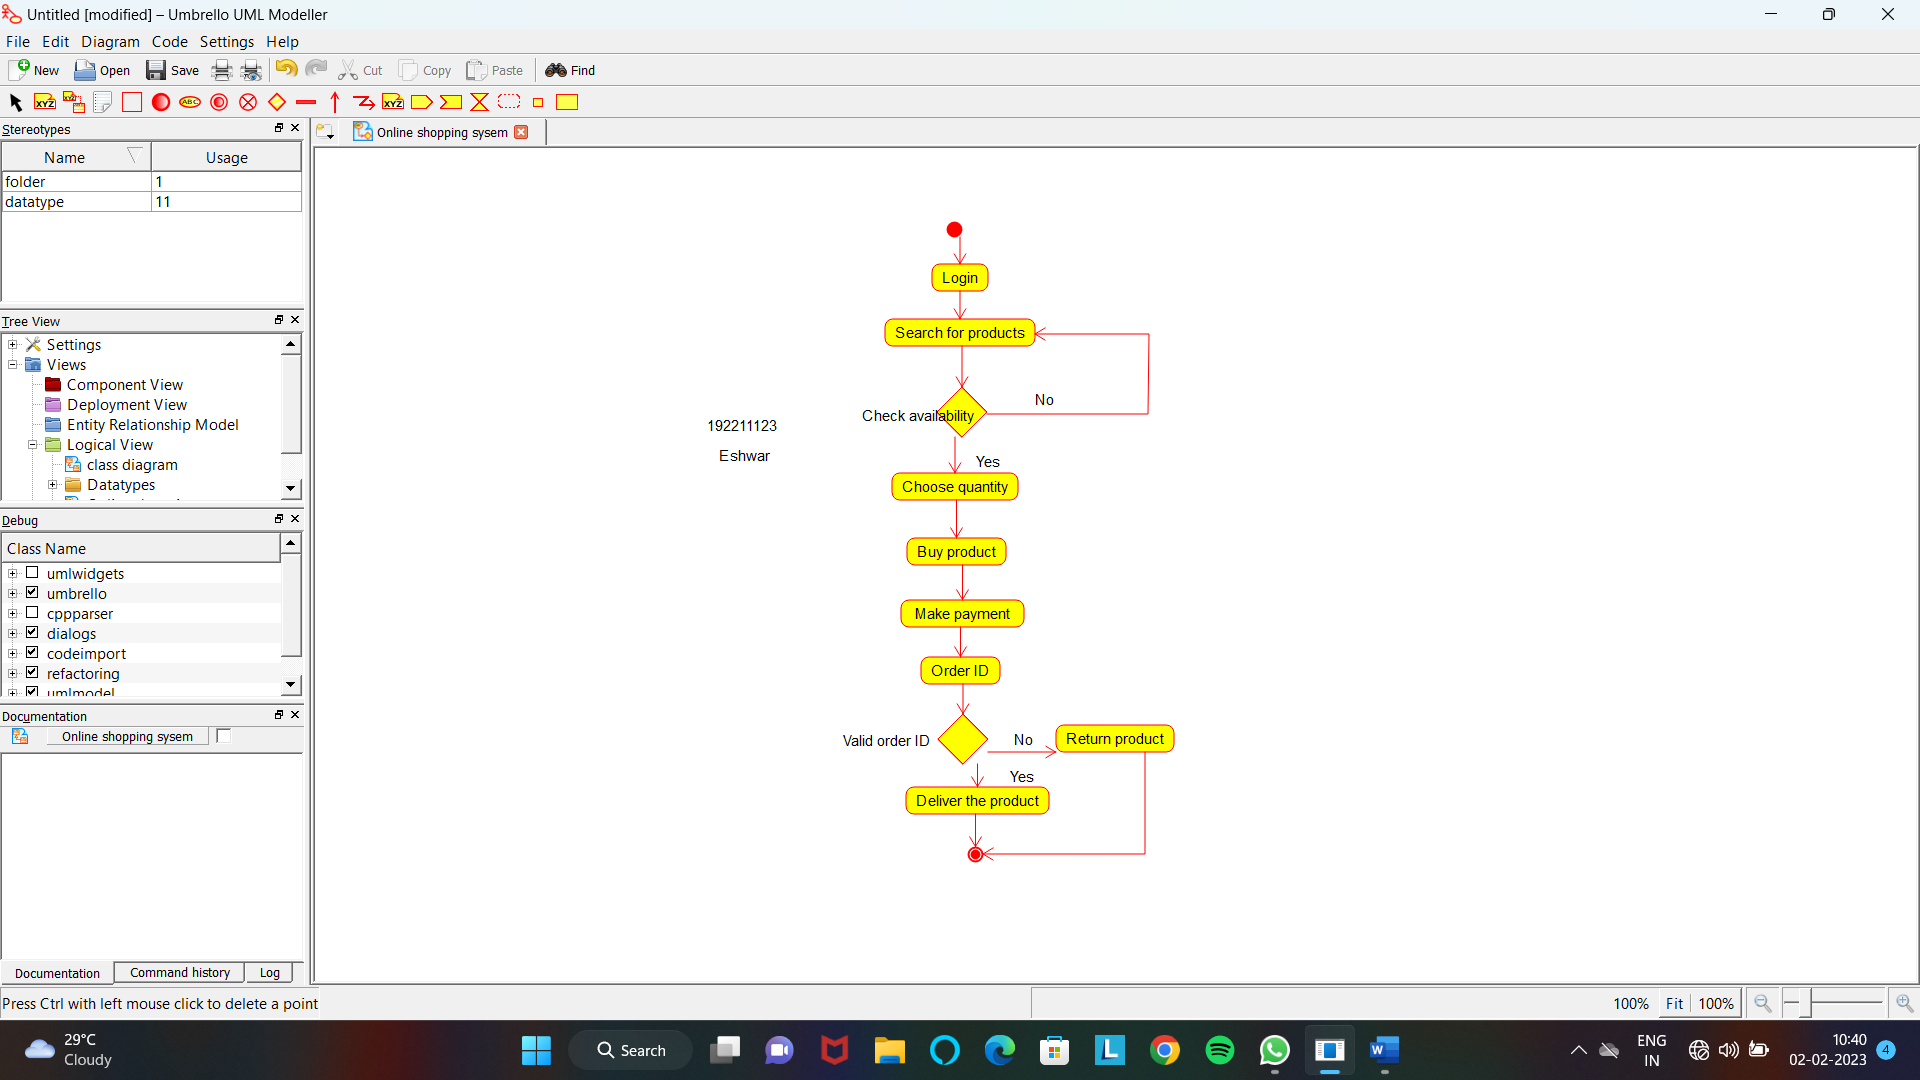 Untitled [modified] – Umbrello UML Modeller
File Edit Diagram Code Settings Help
New Open Save Cut Copy Paste Find
XYZ XYZ ABC XYZ
Stereotypes
Name Usage
folder 1
datatype 11
Tree View
Settings
Views
Component View
Deployment View
Entity Relationship Model
Logical View
class diagram
Datatypes
Debug
Class Name
umlwidgets
umbrello
cppparser
dialogs
codeimport
refactoring
umlmodel
Documentation
Online shopping sysem
Documentation Command history Log
Online shopping sysem
Login
Search for products
No
Check availability
192211123
Eshwar
Yes
Choose quantity
Buy product
Make payment
Order ID
Valid order ID No Return product
Yes
Deliver the product
Press Ctrl with left mouse click to delete a point
100% Fit 100%
29°C
Cloudy
Search
L
W
ENG
IN
10:40
02-02-2023
4